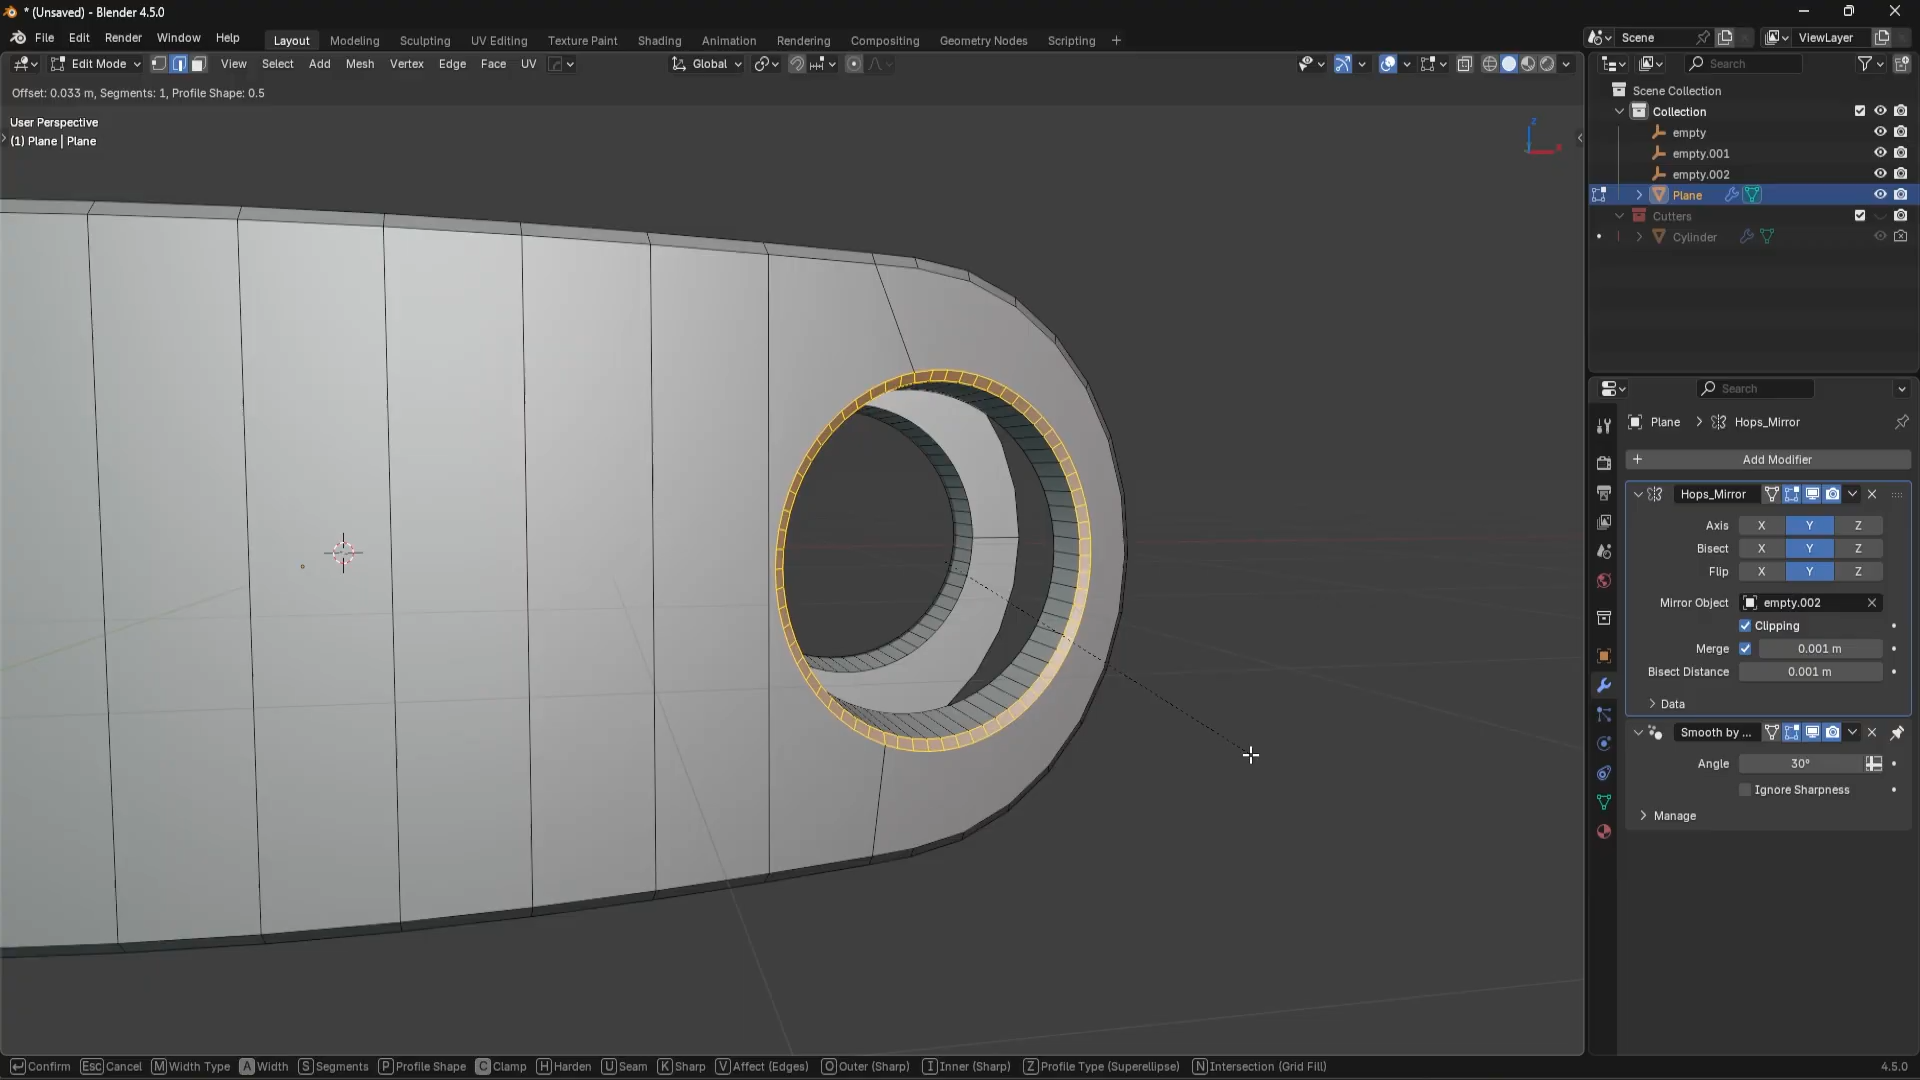 * (Unsaved) - Blender 4.5.0
File Edit Render Window Help
Layout Modeling Sculpting UV Editing Texture Paint Shading Animation Rendering Compositing Geometry Nodes Scripting +
Scene ViewLayer
Edit Mode View Select Add Mesh Vertex Edge Face UV Global
Search
Offset: 0.033 m, Segments: 1, Profile Shape: 0.5
User Perspective
(1) Plane | Plane
Z
X
Scene Collection
Collection
empty
empty.001
empty.002
Plane
Cutters
Cylinder
Search
Plane > Hops_Mirror
+ Add Modifier
Hops_Mirror
Axis X Y Z
Bisect X Y Z
Flip X Y Z
Mirror Object empty.002
Clipping
Merge 0.001 m
Bisect Distance 0.001 m
Data
Smooth by ...
Angle 30°
Ignore Sharpness
Manage
Confirm Esc Cancel M Width Type A Width S Segments P Profile Shape C Clamp H Harden U Seam K Sharp V Affect (Edges) O Outer (Sharp) I Inner (Sharp) Z Profile Type (Superellipse) N Intersection (Grid Fill)
4.5.0